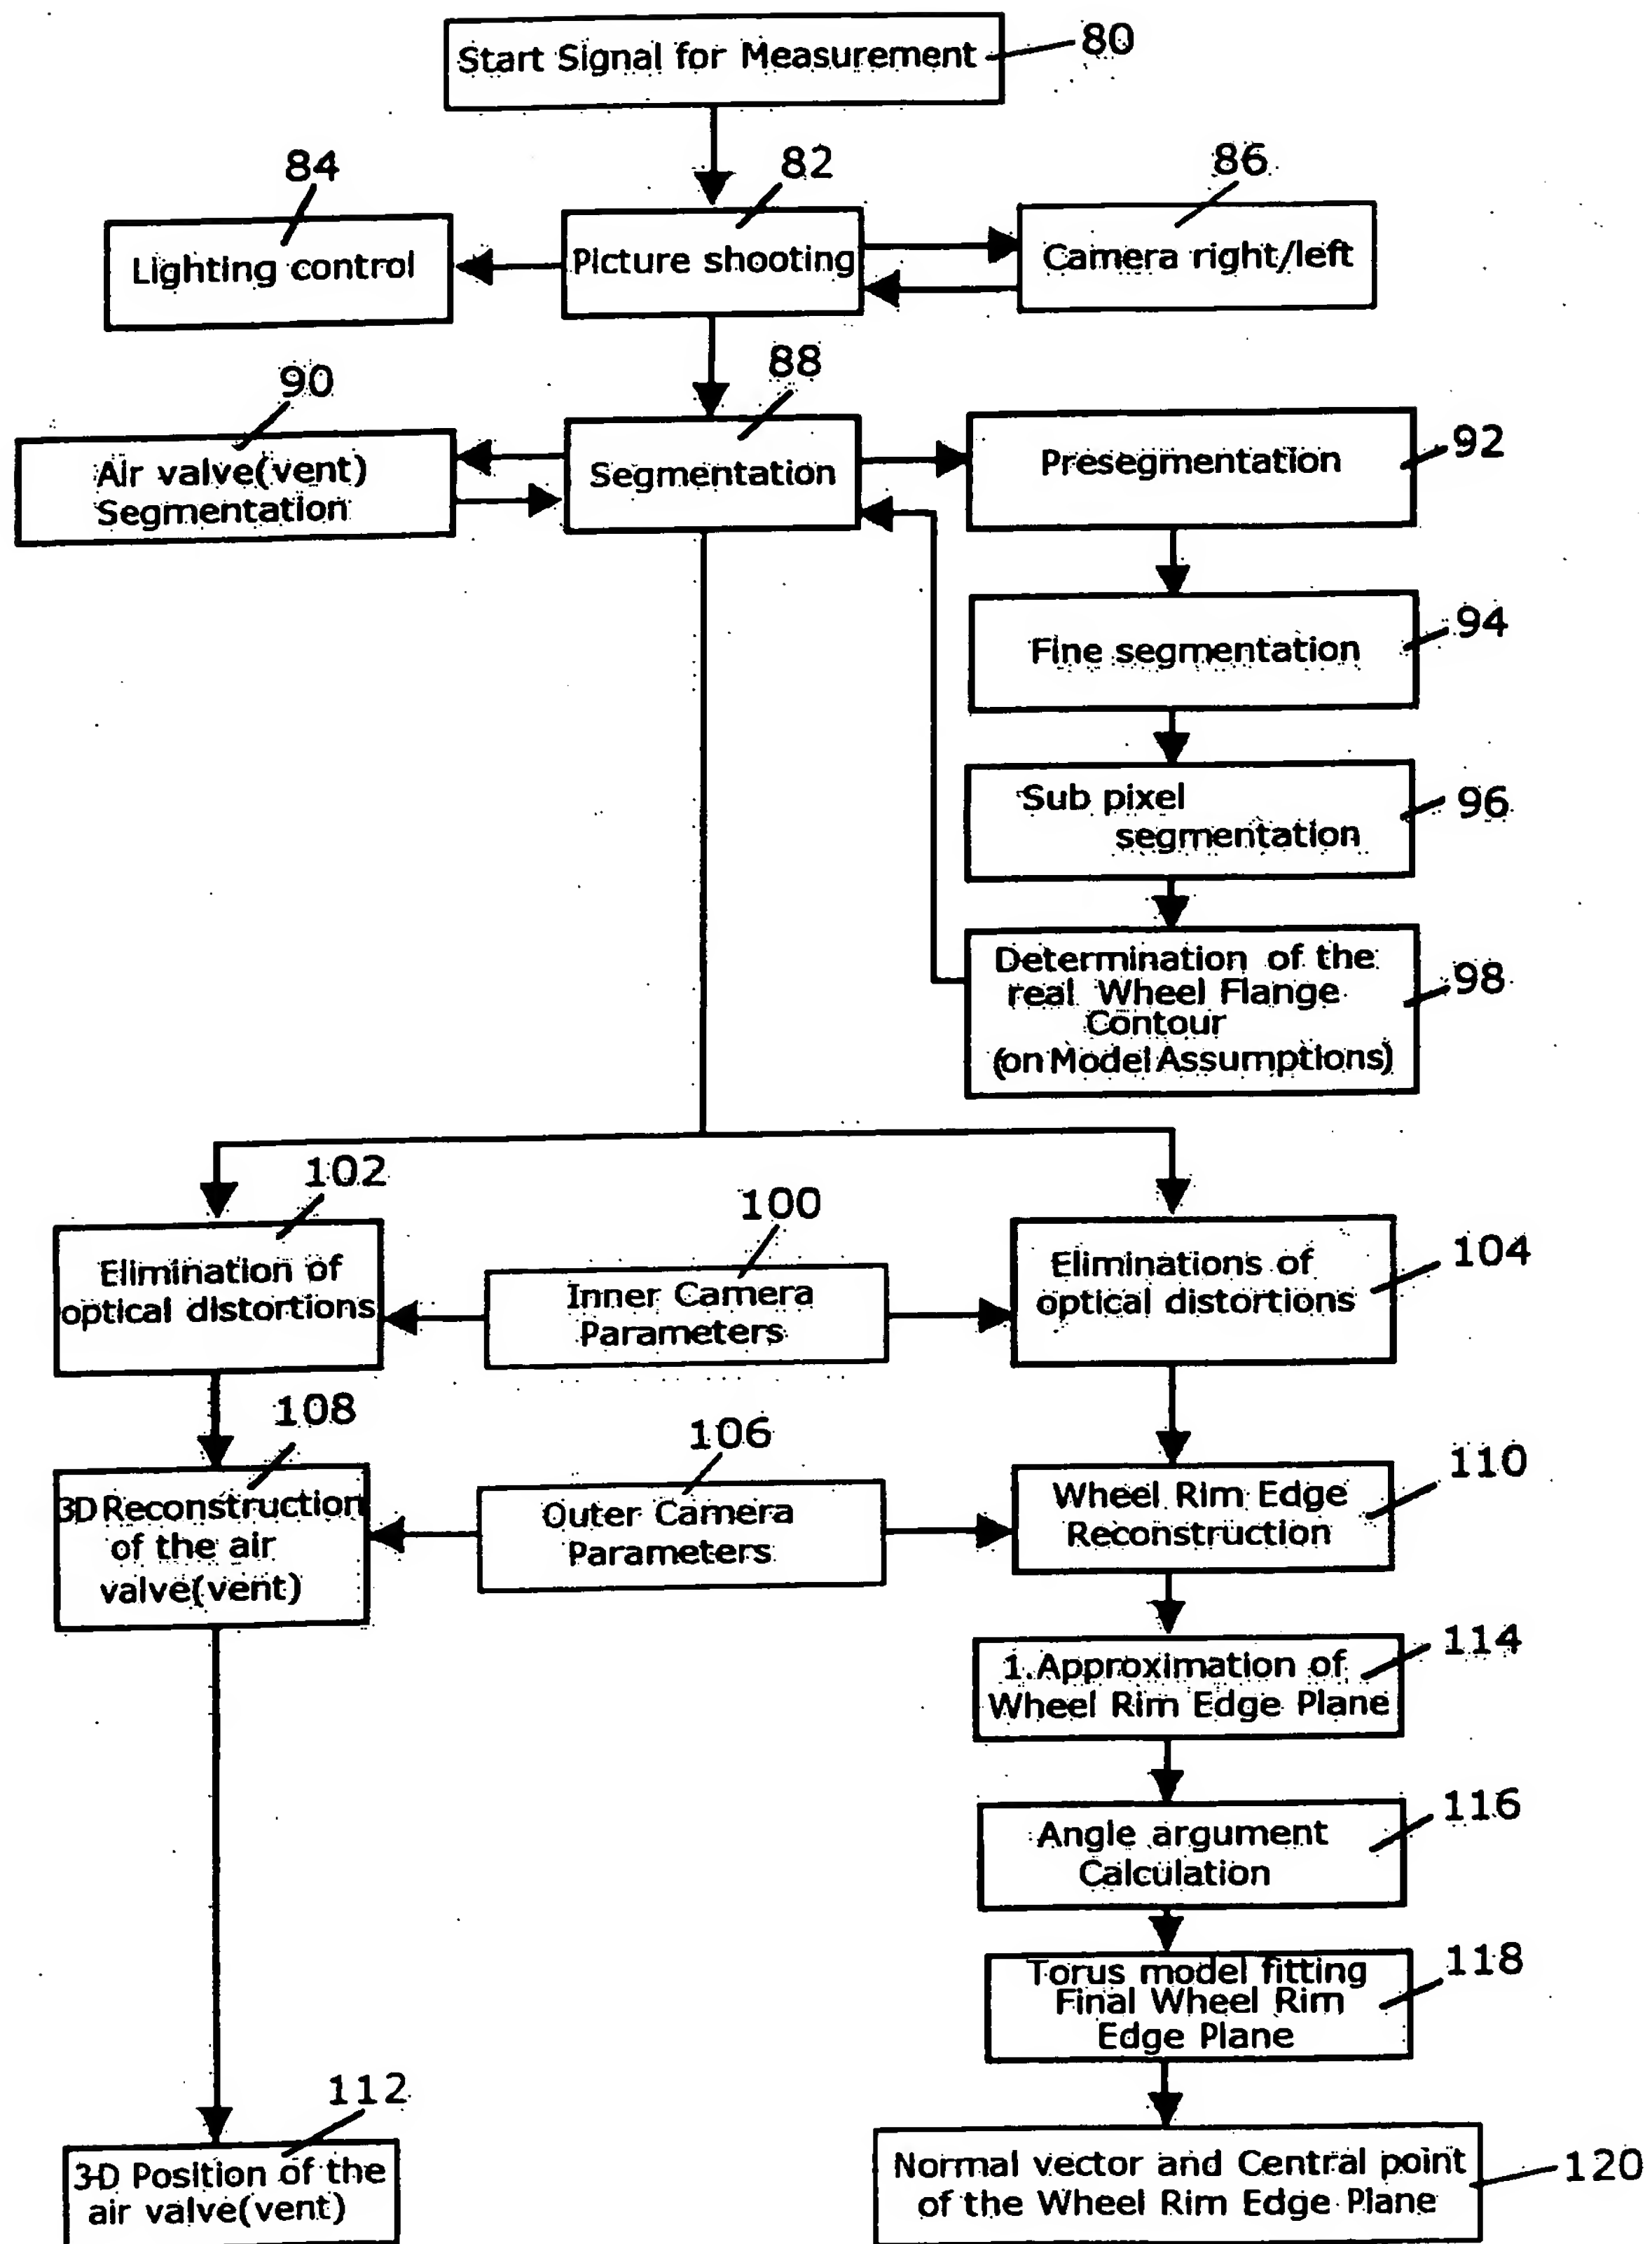 Start Signal for Measurement
80
84
82
86
Lighting control
Picture shooting
Camera right/left
90
88
Air valve(vent)
Segmentation
Segmentation
Presegmentation
92
Fine segmentation
94
Sub pixel
segmentation
96
Determination of the
real Wheel Flange
Contour
(on Model Assumptions)
98
102
100
Elimination of
optical distortions
Inner Camera
Parameters
Eliminations of
optical distortions
104
108
106
3D Reconstruction
of the air
valve(vent)
Outer Camera
Parameters
Wheel Rim Edge
Reconstruction
110
1.Approximation of
Wheel Rim Edge Plane
114
Angle argument
Calculation
116
Torus model fitting
Final Wheel Rim
Edge Plane
118
112
3-D Position of the
air valve(vent)
Normal vector and Central point
of the Wheel Rim Edge Plane
120